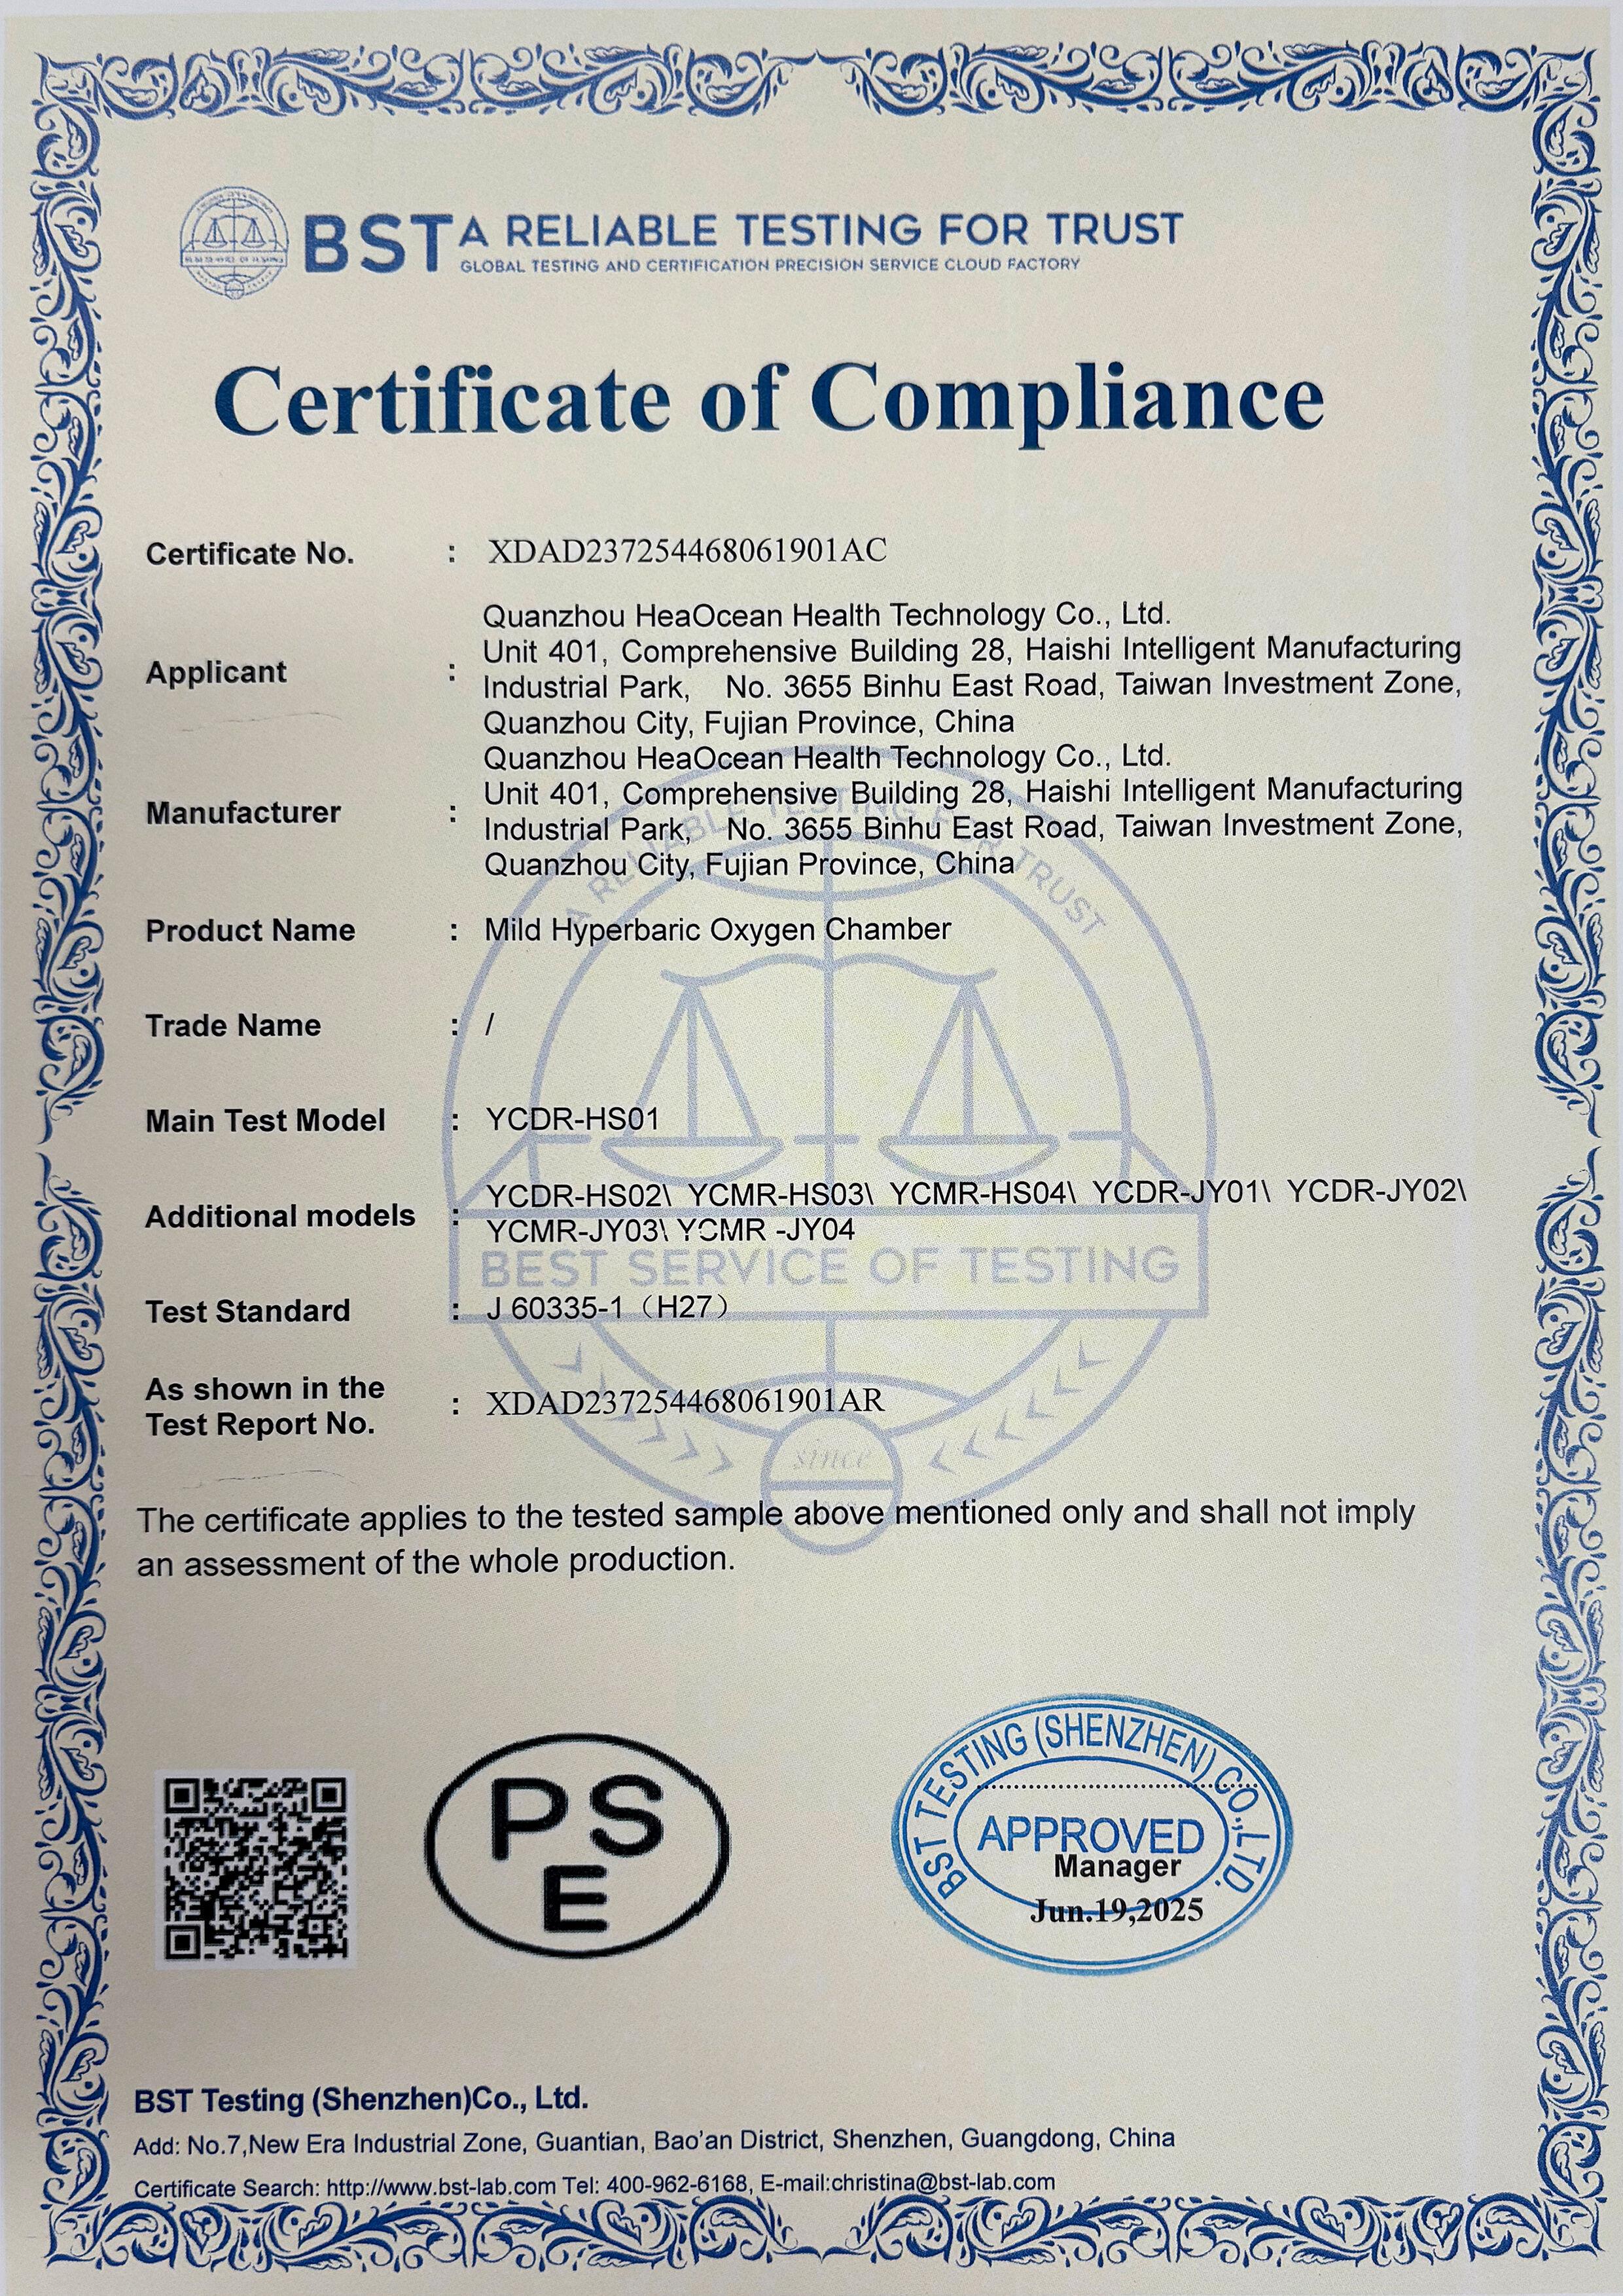 BST A RELIABLE TESTING FOR TRUST
GLOBAL TESTING AND CERTIFICATION PRECISION SERVICE CLOUD FACTORY
Certificate of Compliance
Certificate No. : XDAD237254468061901AC
Applicant :
Quanzhou HeaOcean Health Technology Co., Ltd.
Unit 401, Comprehensive Building 28, Haishi Intelligent Manufacturing
Industrial Park, No. 3655 Binhu East Road, Taiwan Investment Zone,
Quanzhou City, Fujian Province, China
Manufacturer :
Quanzhou HeaOcean Health Technology Co., Ltd.
Unit 401, Comprehensive Building 28, Haishi Intelligent Manufacturing
Industrial Park, No. 3655 Binhu East Road, Taiwan Investment Zone,
Quanzhou City, Fujian Province, China
Product Name : Mild Hyperbaric Oxygen Chamber
Trade Name : /
Main Test Model : YCDR-HS01
Additional models :
YCDR-HS02\ YCMR-HS03\ YCMR-HS04\ YCDR-JY01\ YCDR-JY02\
YCMR-JY03\ YCMR -JY04
Test Standard : J 60335-1（H27）
As shown in the
Test Report No. : XDAD237254468061901AR
A RELIABLE TESTING FOR TRUST
BEST SERVICE OF TESTING
since
The certificate applies to the tested sample above mentioned only and shall not imply
an assessment of the whole production.
PS
E
BST TESTING (SHENZHEN) CO.,LTD.
APPROVED
Manager
Jun.19,2025
BST Testing (Shenzhen)Co., Ltd.
Add: No.7,New Era Industrial Zone, Guantian, Bao'an District, Shenzhen, Guangdong, China
Certificate Search: http://www.bst-lab.com Tel: 400-962-6168, E-mail:christina@bst-lab.com